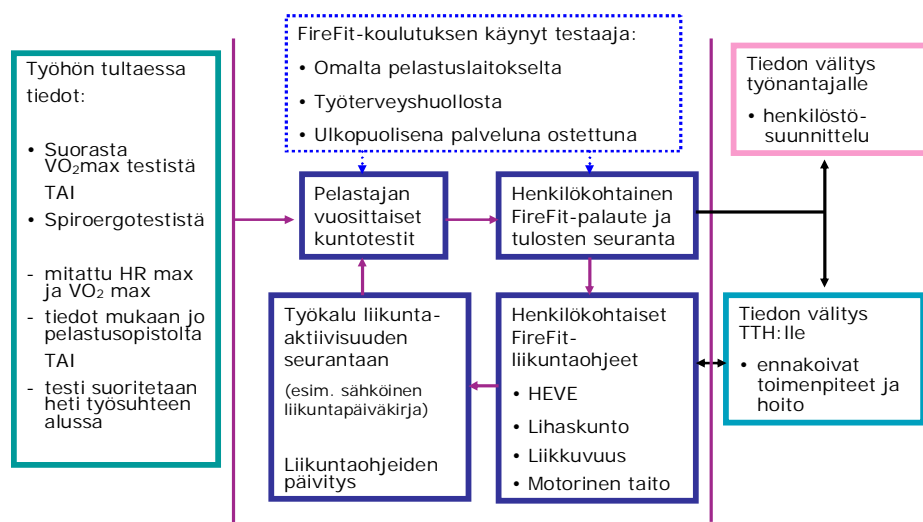 Työhön tultaessa
tiedot:
• Suorasta
VO₂max testistä
TAI
• Spiroergotestistä
- mitattu HR max
ja VO₂ max
- tiedot mukaan jo
pelastusopistolta
TAI
- testi suoritetaan
heti työsuhteen
alussa
FireFit-koulutuksen käynyt testaaja:
• Omalta pelastuslaitokselta
• Työterveyshuollosta
• Ulkopuolisena palveluna ostettuna
Pelastajan
vuosittaiset
kuntotestit
Henkilökohtainen
FireFit-palaute ja
tulosten seuranta
Työkalu liikunta-
aktiivisuuden
seurantaan
(esim. sähköinen
liikuntapäiväkirja)
Liikuntaohjeiden
päivitys
Henkilökohtaiset
FireFit-
liikuntaohjeet
• HEVE
• Lihaskunto
• Liikkuvuus
• Motorinen taito
Tiedon välitys
työnantajalle
• henkilöstö-
suunnittelu
Tiedon välitys
TTH:lle
• ennakoivat
toimenpiteet ja
hoito